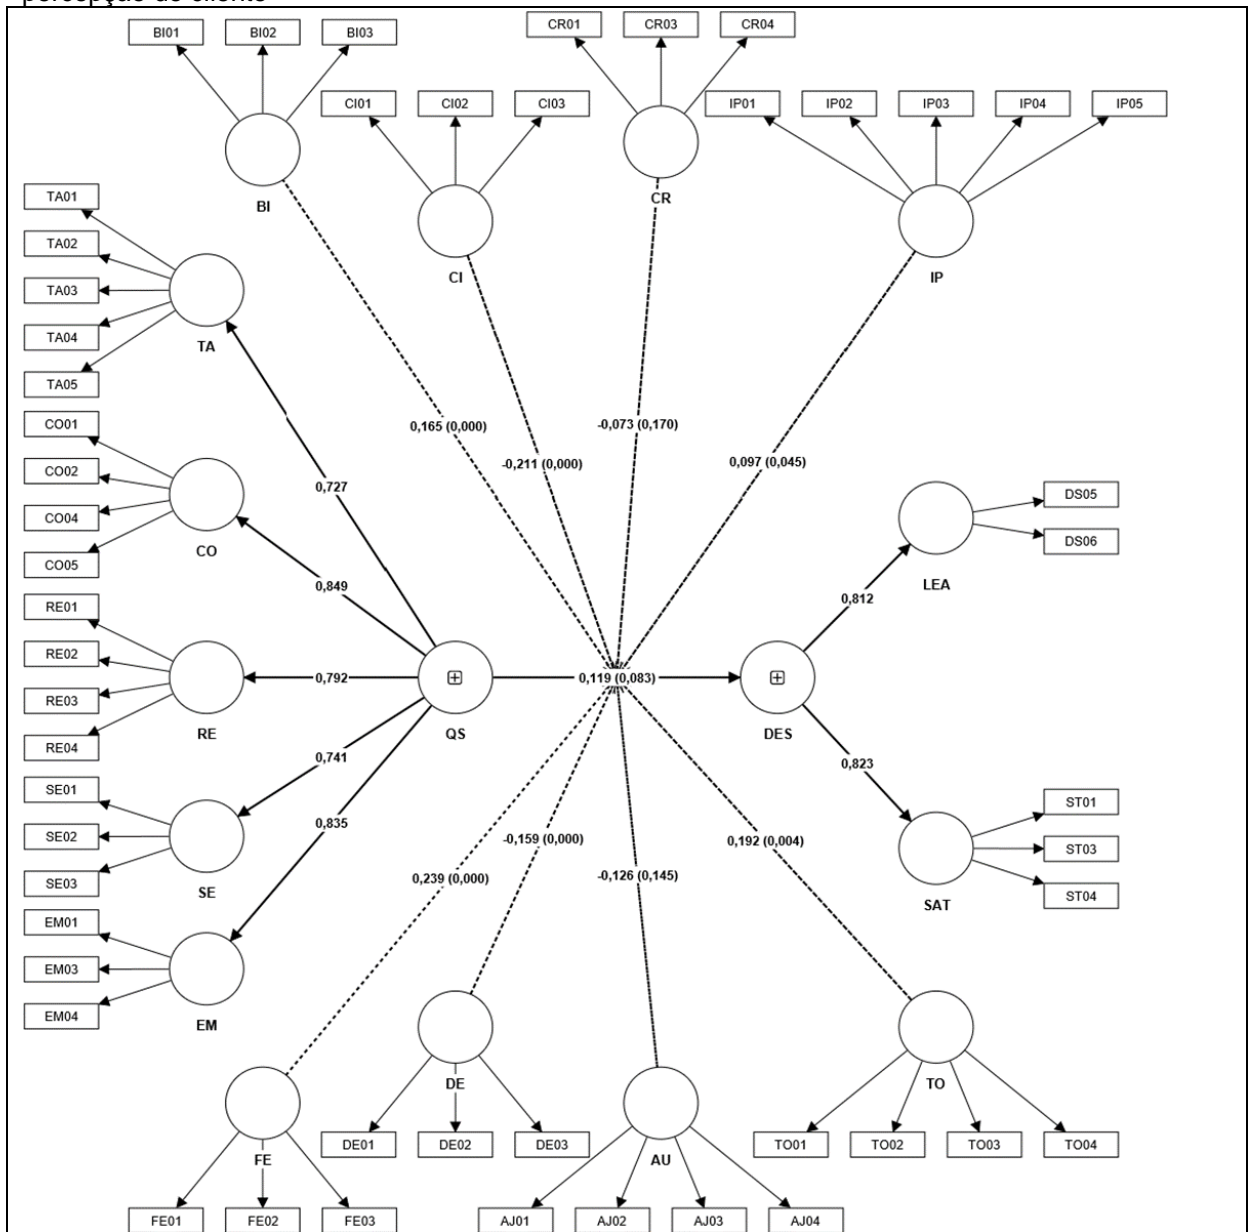 percepção do cliente
BI01
BI02
BI03
CR01
CR03
CR04
CI01
CI02
CI03
IP01
IP02
IP03
IP04
IP05
BI
CI
CR
IP
TA01
TA02
TA03
TA04
TA05
TA
CO01
CO02
CO04
CO05
CO
RE01
RE02
RE03
RE04
RE
SE01
SE02
SE03
SE
EM01
EM03
EM04
EM
0,165 (0,000)
-0,211 (0,000)
-0,073 (0,170)
0,097 (0,045)
0,727
0,849
0,792
0,741
0,835
QS
0,119 (0,083)
DES
0,812
0,823
LEA
DS05
DS06
SAT
ST01
ST03
ST04
0,239 (0,000)
-0,159 (0,000)
-0,126 (0,145)
0,192 (0,004)
FE
DE
AU
TO
DE01
DE02
DE03
TO01
TO02
TO03
TO04
FE01
FE02
FE03
AJ01
AJ02
AJ03
AJ04